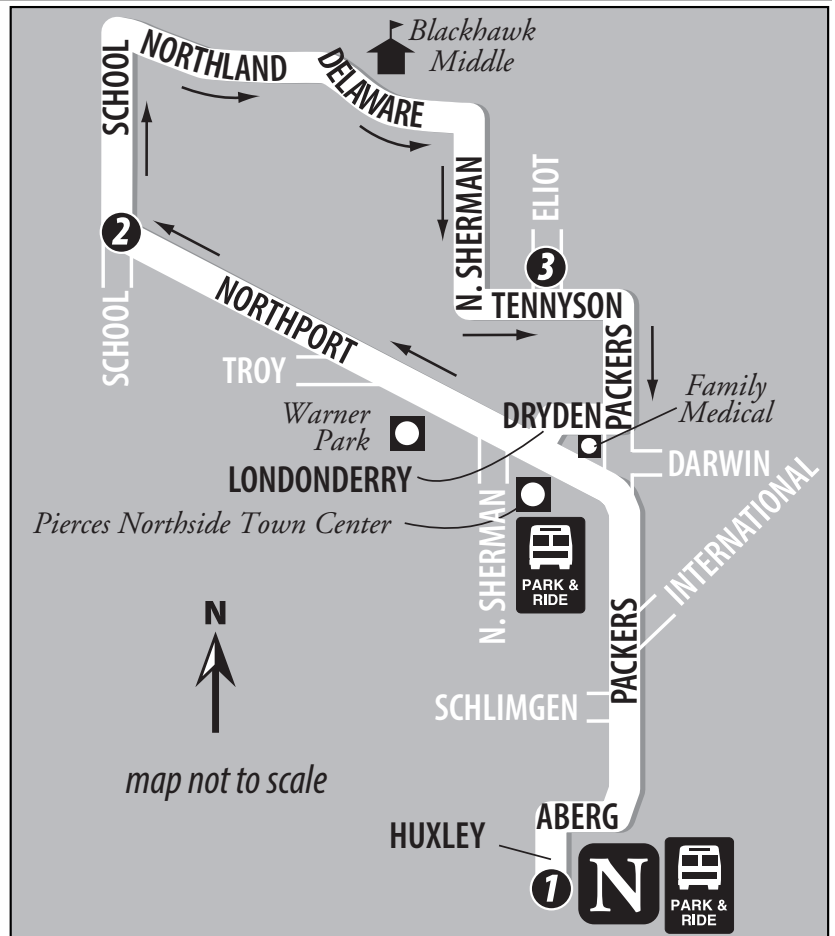 Blackhawk
Middle
NORTHLAND
DELAWARE
SCHOOL
N. SHERMAN
ELIOT
2
3
TENNYSON
NORTHPORT
SCHOOL
TROY
PACKERS
Family
Medical
Warner
Park
DRYDEN
LONDONDERRY
DARWIN
INTERNATIONAL
Pierces Northside Town Center
N. SHERMAN
PARK &
RIDE
N
PACKERS
SCHLIMGEN
map not to scale
ABERG
HUXLEY
1
N
PARK &
RIDE